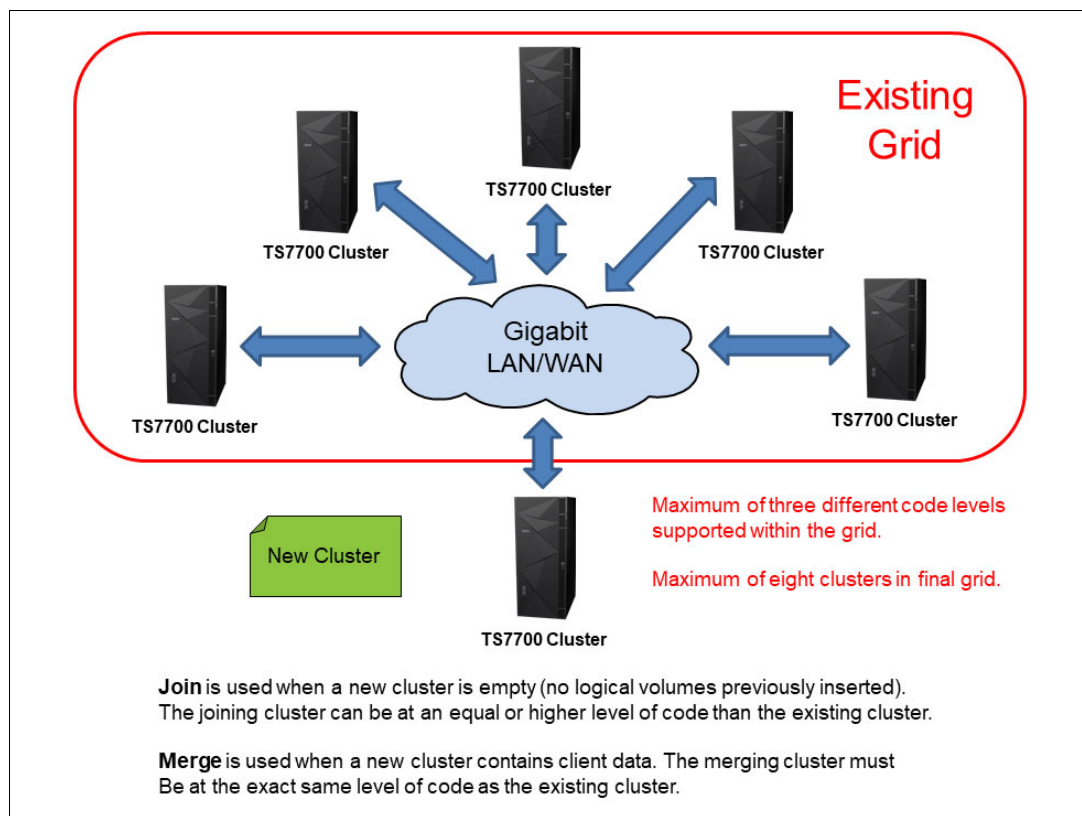 Existing
Grid
TS7700 Cluster
TS7700 Cluster
TS7700 Cluster
Gigabit
LAN/WAN
TS7700 Cluster
TS7700 Cluster
New Cluster
TS7700 Cluster
Maximum of three different code levels
supported within the grid.
Maximum of eight clusters in final grid.
Join is used when a new cluster is empty (no logical volumes previously inserted).
The joining cluster can be at an equal or higher level of code than the existing cluster.
Merge is used when a new cluster contains client data. The merging cluster must
Be at the exact same level of code as the existing cluster.